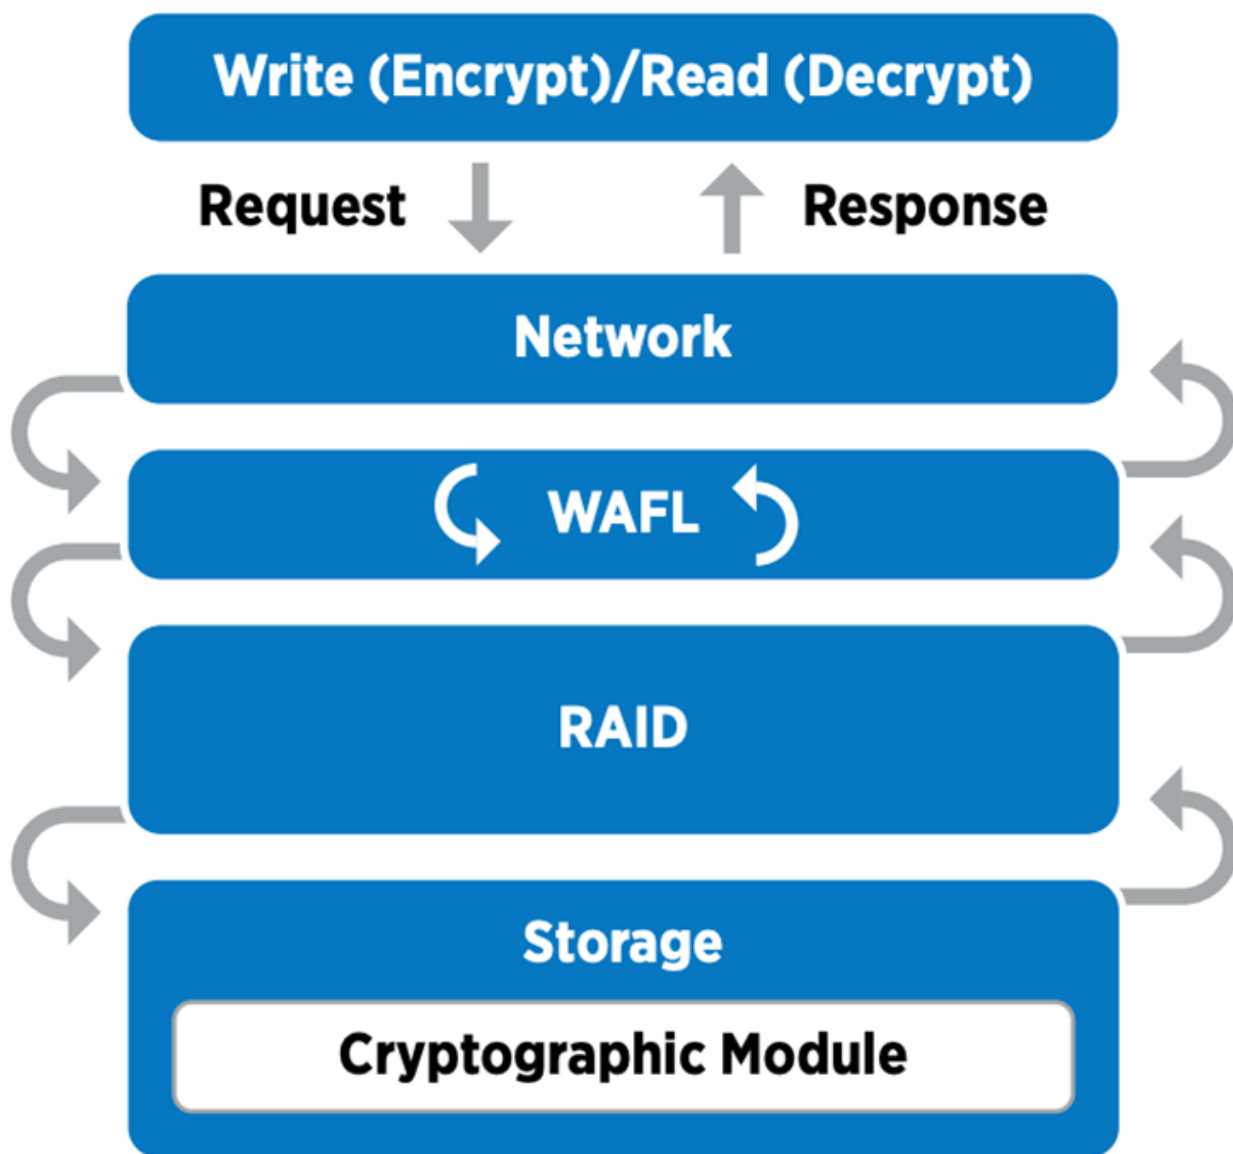 Write (Encrypt)/Read (Decrypt)
Request
Response
Network
WAFL
RAID
Storage
Cryptographic Module